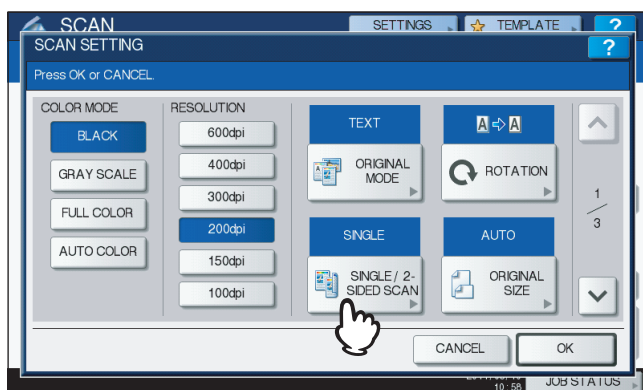 SCAN
SETTINGS
TEMPLATE
?
SCAN SETTING
?
Press OK or CANCEL.
COLOR MODE
BLACK
GRAY SCALE
FULL COLOR
AUTO COLOR
RESOLUTION
600dpi
400dpi
300dpi
200dpi
150dpi
100dpi
TEXT
ORIGINAL
MODE
A A
ROTATION
SINGLE
SINGLE / 2-
SIDED SCAN
AUTO
ORIGINAL
SIZE
1
3
CANCEL
OK
10:58
JOB STATUS